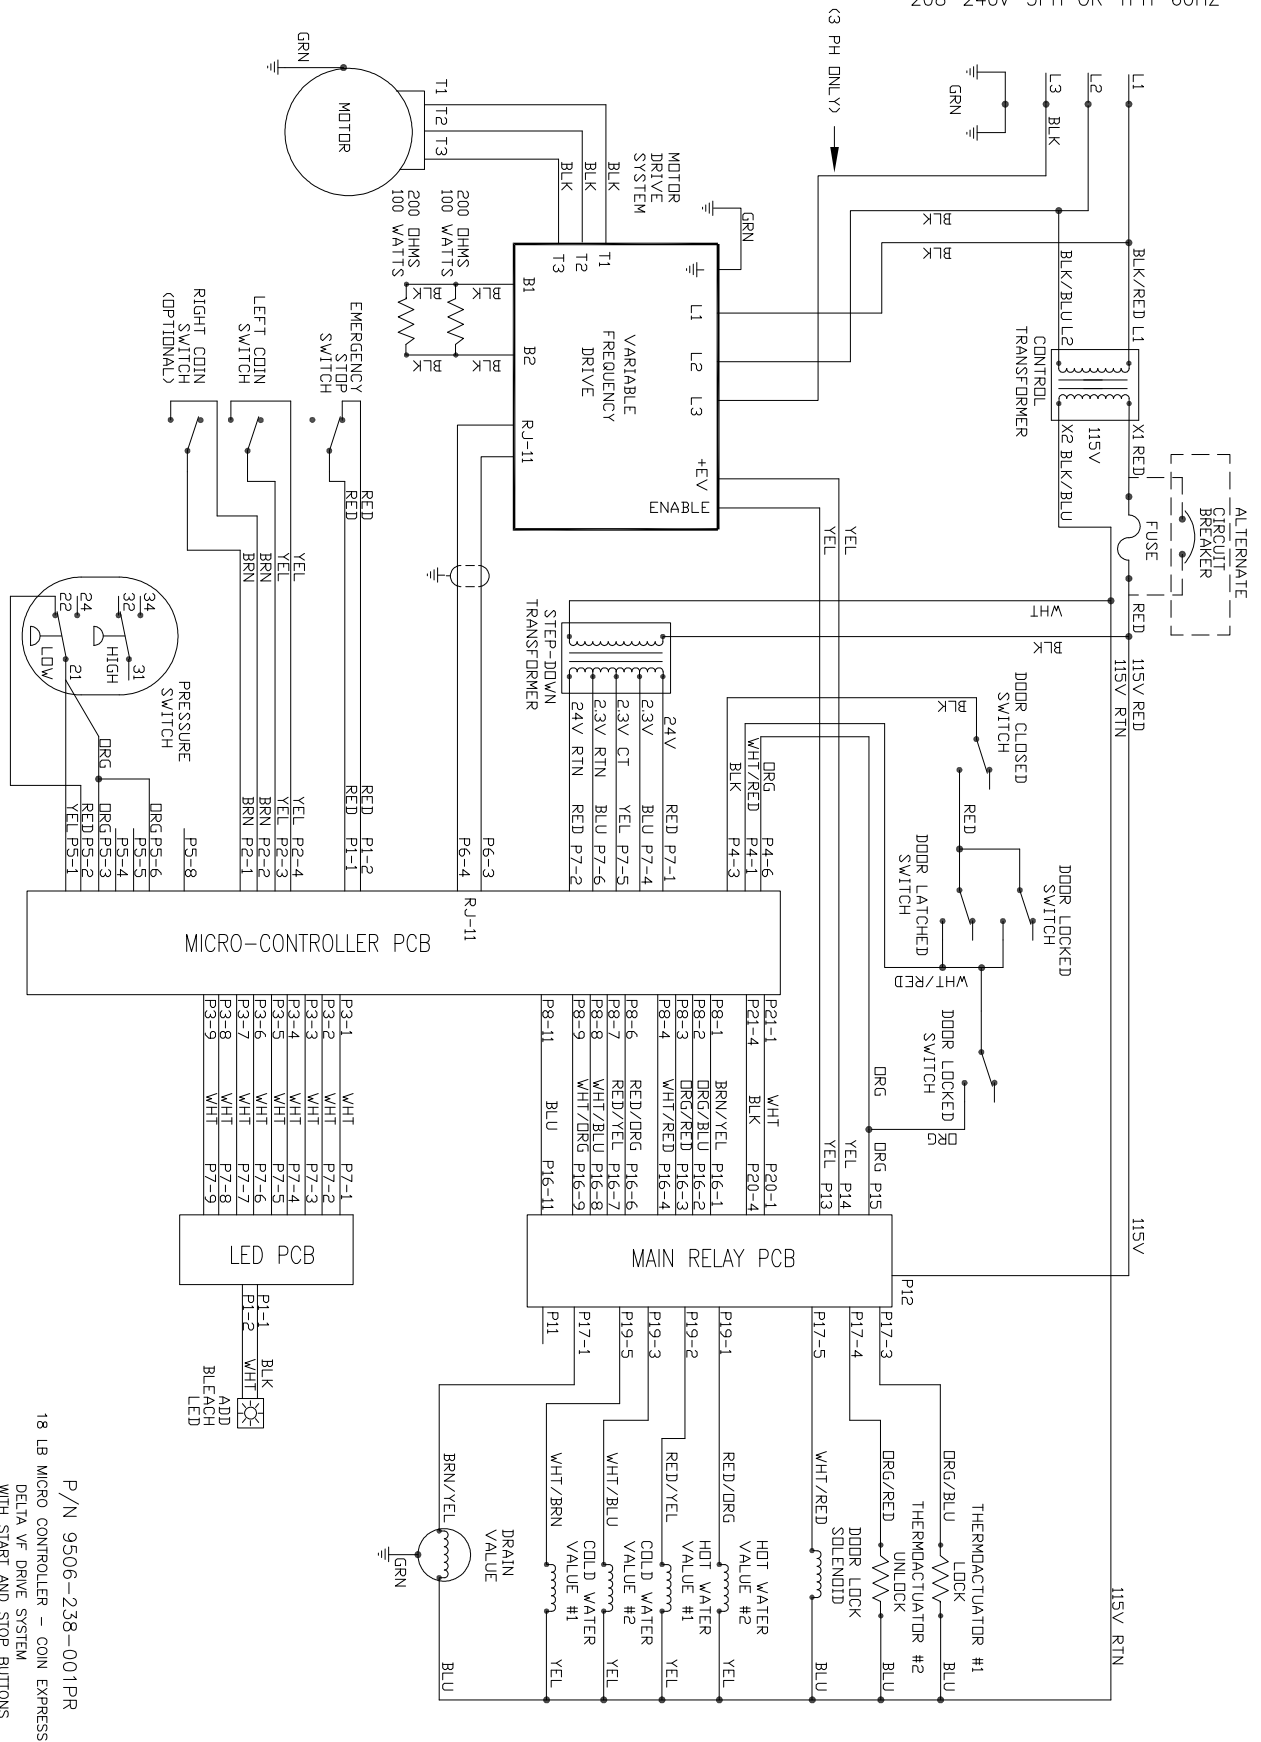 208-240V 3PH OR 1PH 60HZ
(3 PH ONLY)
L1
L2
L3
BLK
GRN
BLK
BLK
BLK/RED L1
BLK/BLU L2
CONTROL
TRANSFORMER
X1 RED
115V
X2 BLK/BLU
ALTERNATE
CIRCUIT
BREAKER
FUSE
RED
WHT
BLK
115V RED
115V RTN
115V
115V RTN
GRN
MOTOR
T1
T2
T3
BLK
BLK
BLK
MOTOR
DRIVE
SYSTEM
GRN
L1
L2
L3
+EV
ENABLE
T1
T2
T3
VARIABLE
FREQUENCY
DRIVE
B1
B2
RJ-11
YEL
YEL
200 OHMS
100 WATTS
200 OHMS
100 WATTS
BLK
BLK
BLK
BLK
STEP-DOWN
TRANSFORMER
24V
2.3V
2.3V CT
2.3V RTN
24V RTN
RED P7-1
BLU P7-4
YEL P7-5
BLU P7-6
RED P7-2
DOOR CLOSED
SWITCH
BLK
RED
DOOR LATCHED
SWITCH
DOOR LOCKED
SWITCH
WHT/RED
DOOR LOCKED
SWITCH
ORG
ORG
ORG
WHT/RED
BLK
P4-6
P4-1
P4-3
EMERGENCY
STOP
SWITCH
RED
RED
LEFT COIN
SWITCH
YEL
YEL
RIGHT COIN
SWITCH
(OPTIONAL)
BRN
BRN
P6-3
P6-4
RED P1-2
RED P1-1
YEL P2-4
YEL P2-3
BRN P2-2
BRN P2-1
PRESSURE
SWITCH
34
32
31
HIGH
24
22
21
LOW
ORG
P5-8
ORG P5-6
P5-5
P5-4
ORG P5-3
RED P5-2
YEL P5-1
RJ-11
MICRO-CONTROLLER PCB
P21-1 WHT P20-1
P21-4 BLK P20-4
P8-1 BRN/YEL P16-1
P8-2 ORG/BLU P16-2
P8-3 ORG/RED P16-3
P8-4 WHT/RED P16-4
P8-6 RED/ORG P16-6
P8-7 RED/YEL P16-7
P8-8 WHT/BLU P16-8
P8-9 WHT/ORG P16-9
P8-11 BLU P16-11
ORG P15
YEL P14
YEL P13
P3-1 WHT P7-1
P3-2 WHT P7-2
P3-3 WHT P7-3
P3-4 WHT P7-4
P3-5 WHT P7-5
P3-6 WHT P7-6
P3-7 WHT P7-7
P3-8 WHT P7-8
P3-9 WHT P7-9
LED PCB
P1-1 BLK
P1-2 WHT
ADD
BLEACH
LED
MAIN RELAY PCB
P12
P17-3
P17-4
P17-5
P19-1
P19-2
P19-3
P19-5
P17-1
P11
THERMOACTUATOR #1
LOCK
ORG/BLU
BLU
THERMOACTUATOR #2
UNLOCK
ORG/RED
BLU
DOOR LOCK
SOLENOID
WHT/RED
BLU
HOT WATER
VALUE #2
RED/ORG
YEL
HOT WATER
VALUE #1
RED/YEL
YEL
COLD WATER
VALUE #2
WHT/BLU
YEL
COLD WATER
VALUE #1
WHT/BRN
YEL
DRAIN
VALUE
BRN/YEL
BLU
GRN
P/N 9506-238-001PR
18 LB MICRO CONTROLLER - COIN EXPRESS
DELTA VF DRIVE SYSTEM
WITH START AND STOP BUTTONS